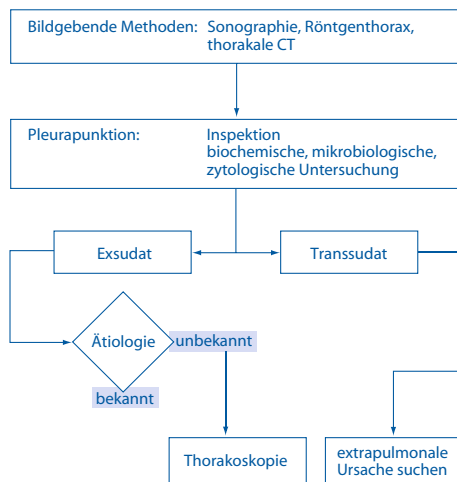 Bildgebende Methoden: Sonographie, Röntgenthorax,
thorakale CT
Pleurapunktion: Inspektion
biochemische, mikrobiologische,
zytologische Untersuchung
Exsudat
Transsudat
Ätiologie
unbekannt
bekannt
Thorakoskopie
extrapulmonale
Ursache suchen